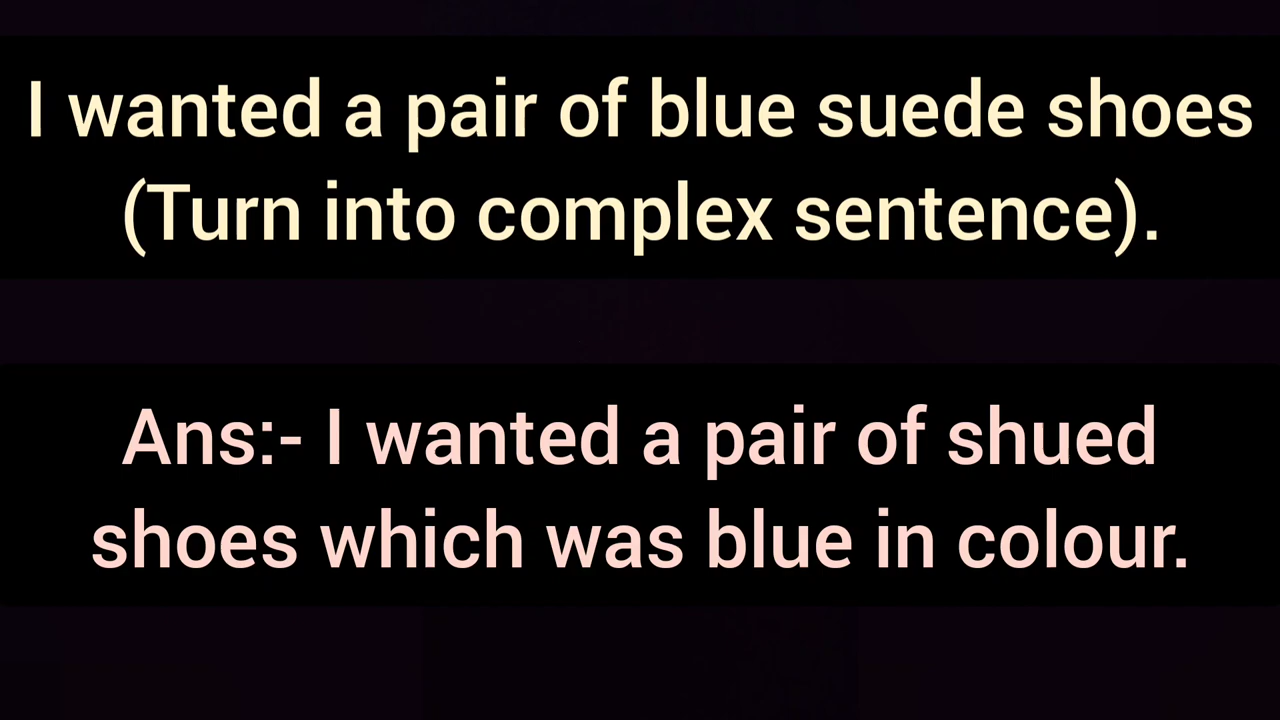 I wanted a pair of blue suede shoes
(Turn into complex sentence).
Ans:- I wanted a pair of shued
shoes which was blue in colour.